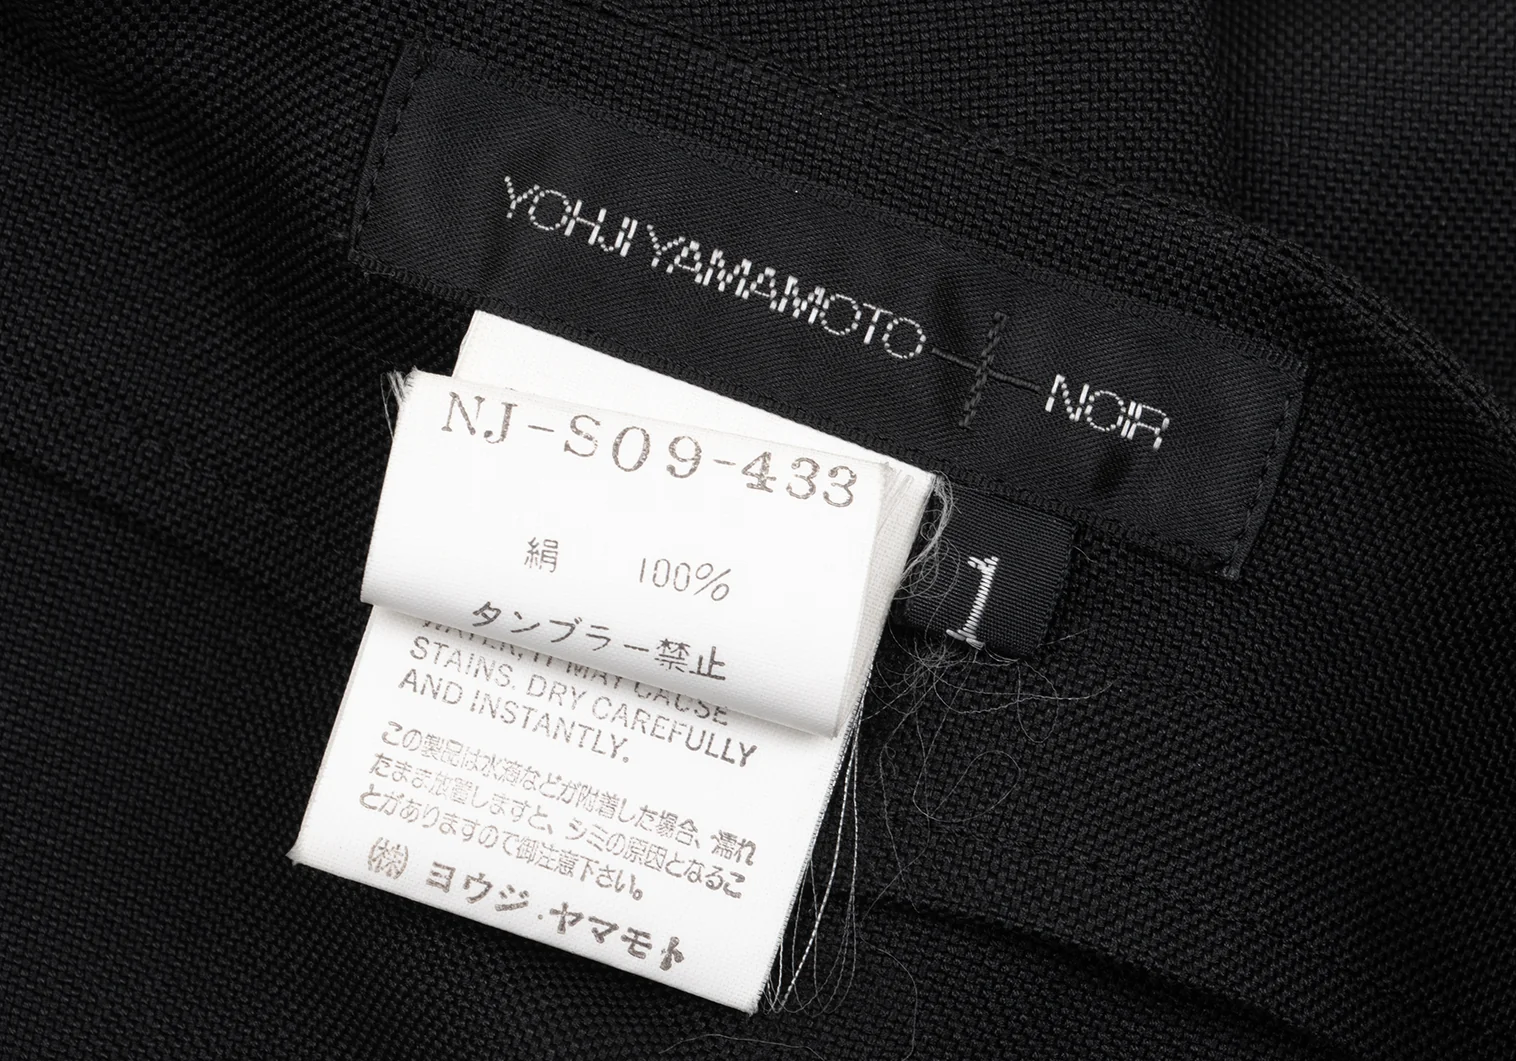 YOHJI YAMAMOTO NOIR
NJ-S09-433
絹 100%
タンブラー禁止
1
WATER, IT MAY CAUSE
STAINS. DRY CAREFULLY
AND INSTANTLY.
この製品は水滴などが附着した場合、濡れ
たまま放置しますと、シミの原因となるこ
とがありますので御注意下さい。
(株) ヨウジ.ヤマモト